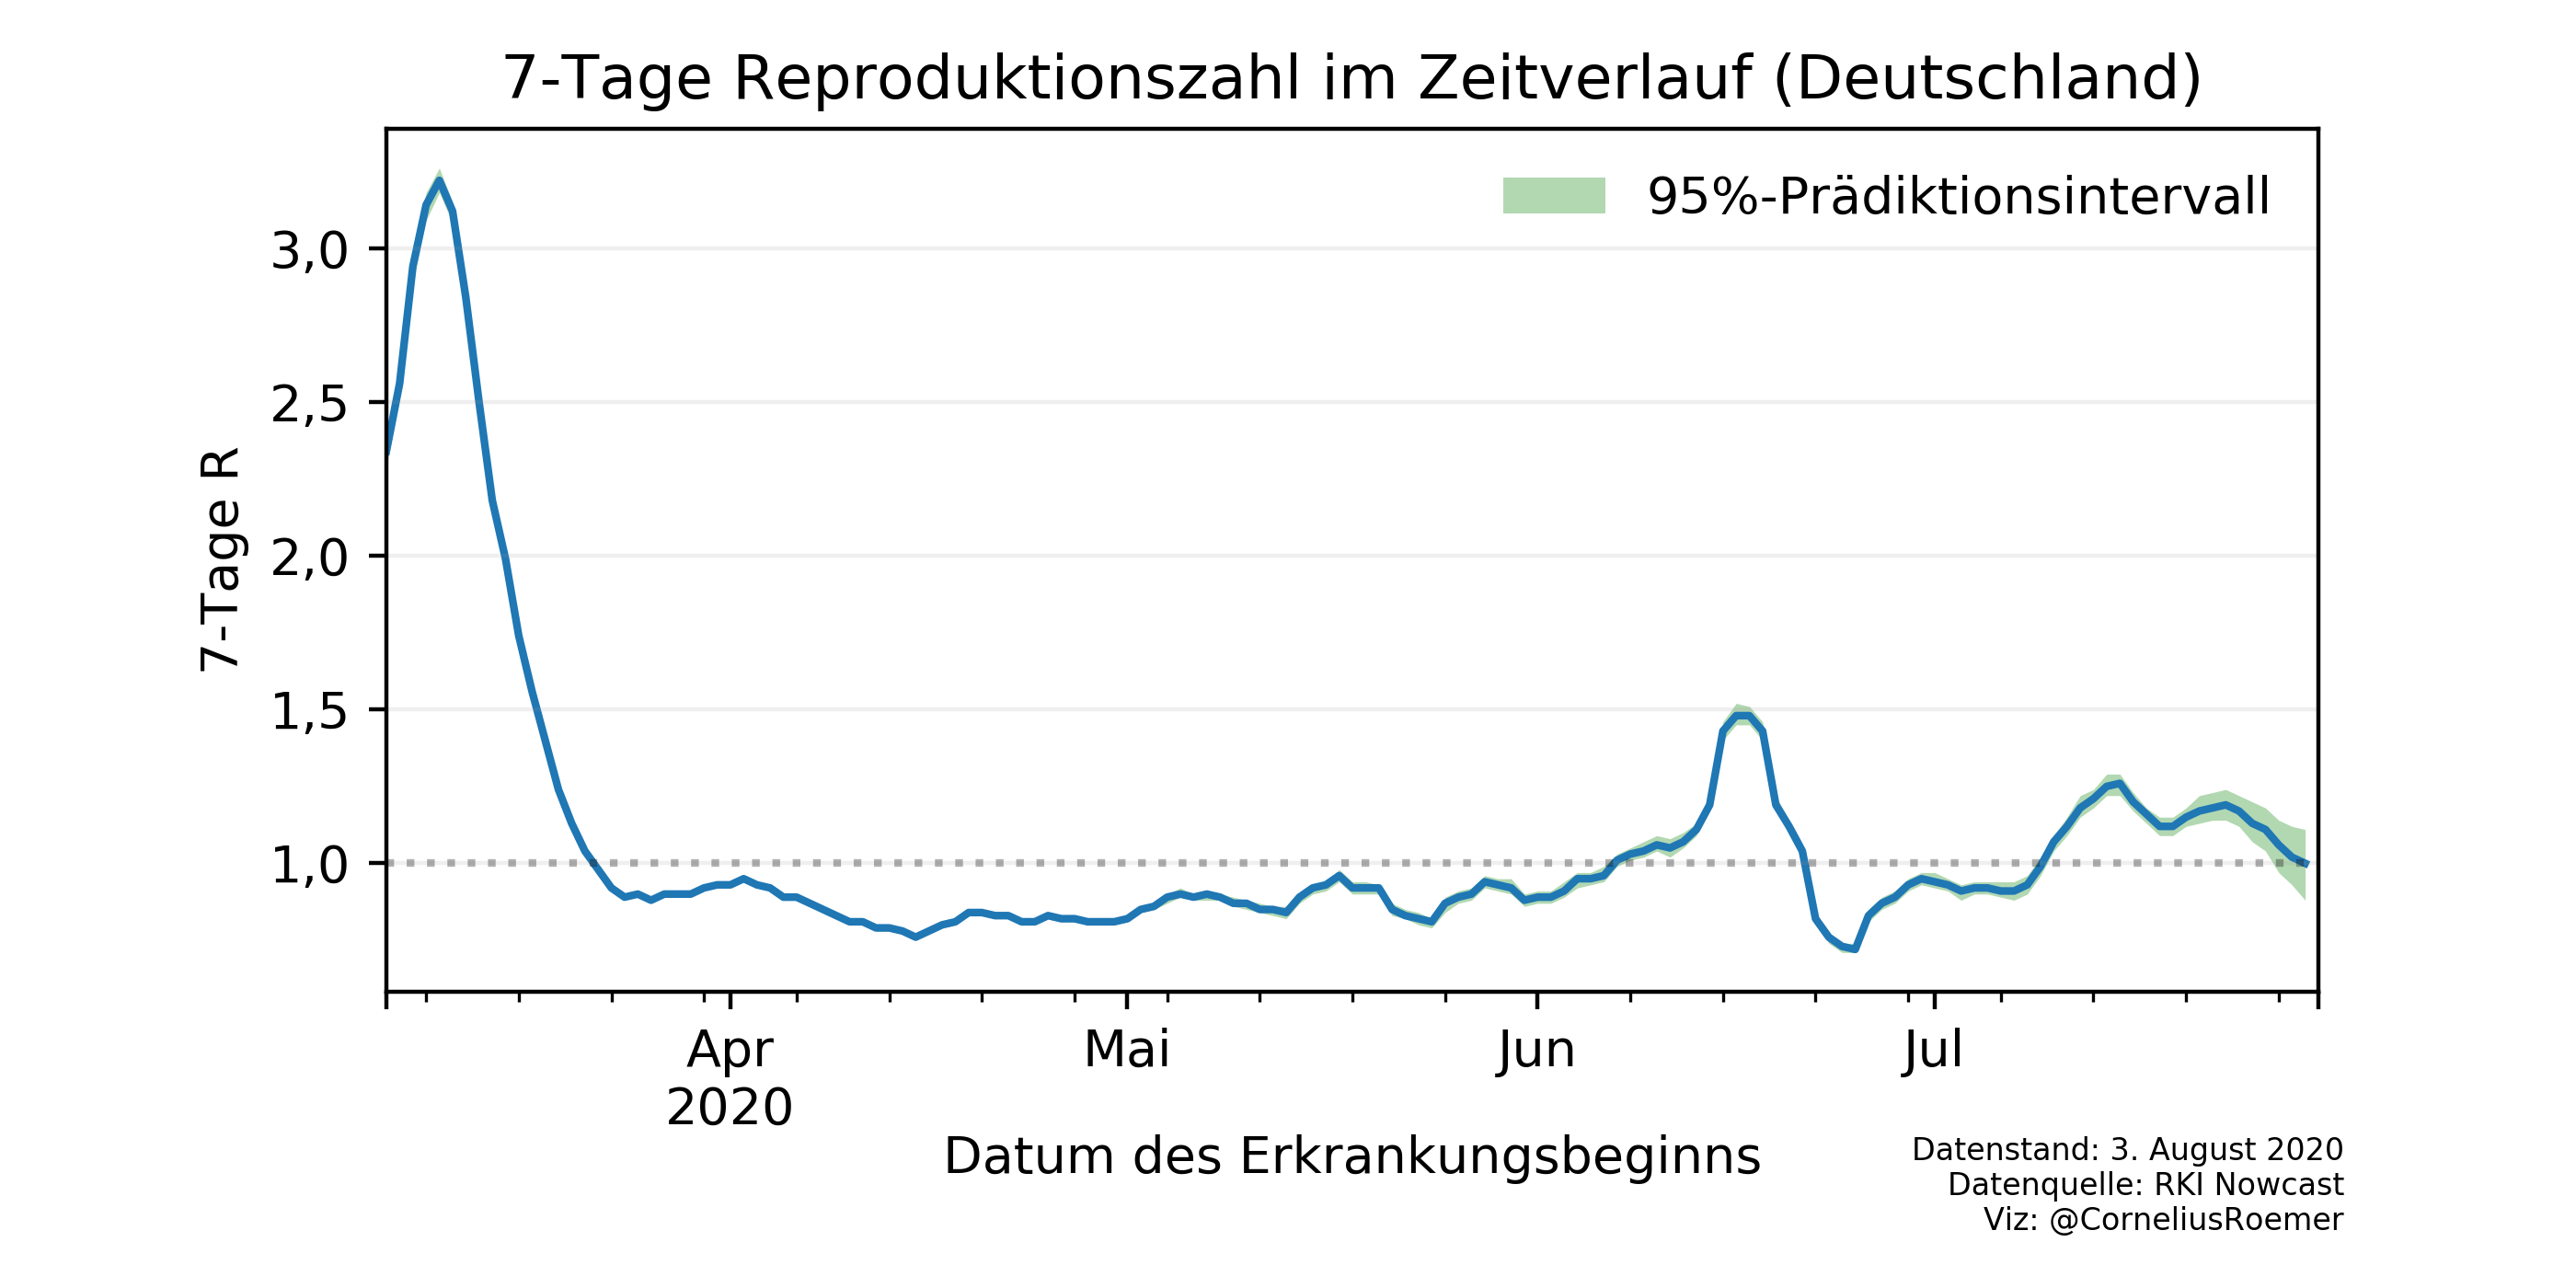 7-Tage Reproduktionszahl im Zeitverlauf (Deutschland)
95%-Prädiktionsintervall
3,0
2,5
2,0
1,5
1,0
7-Tage R
Apr
2020
Mai
Jun
Jul
Datum des Erkrankungsbeginns
Datenstand: 3. August 2020
Datenquelle: RKI Nowcast
Viz: @CorneliusRoemer